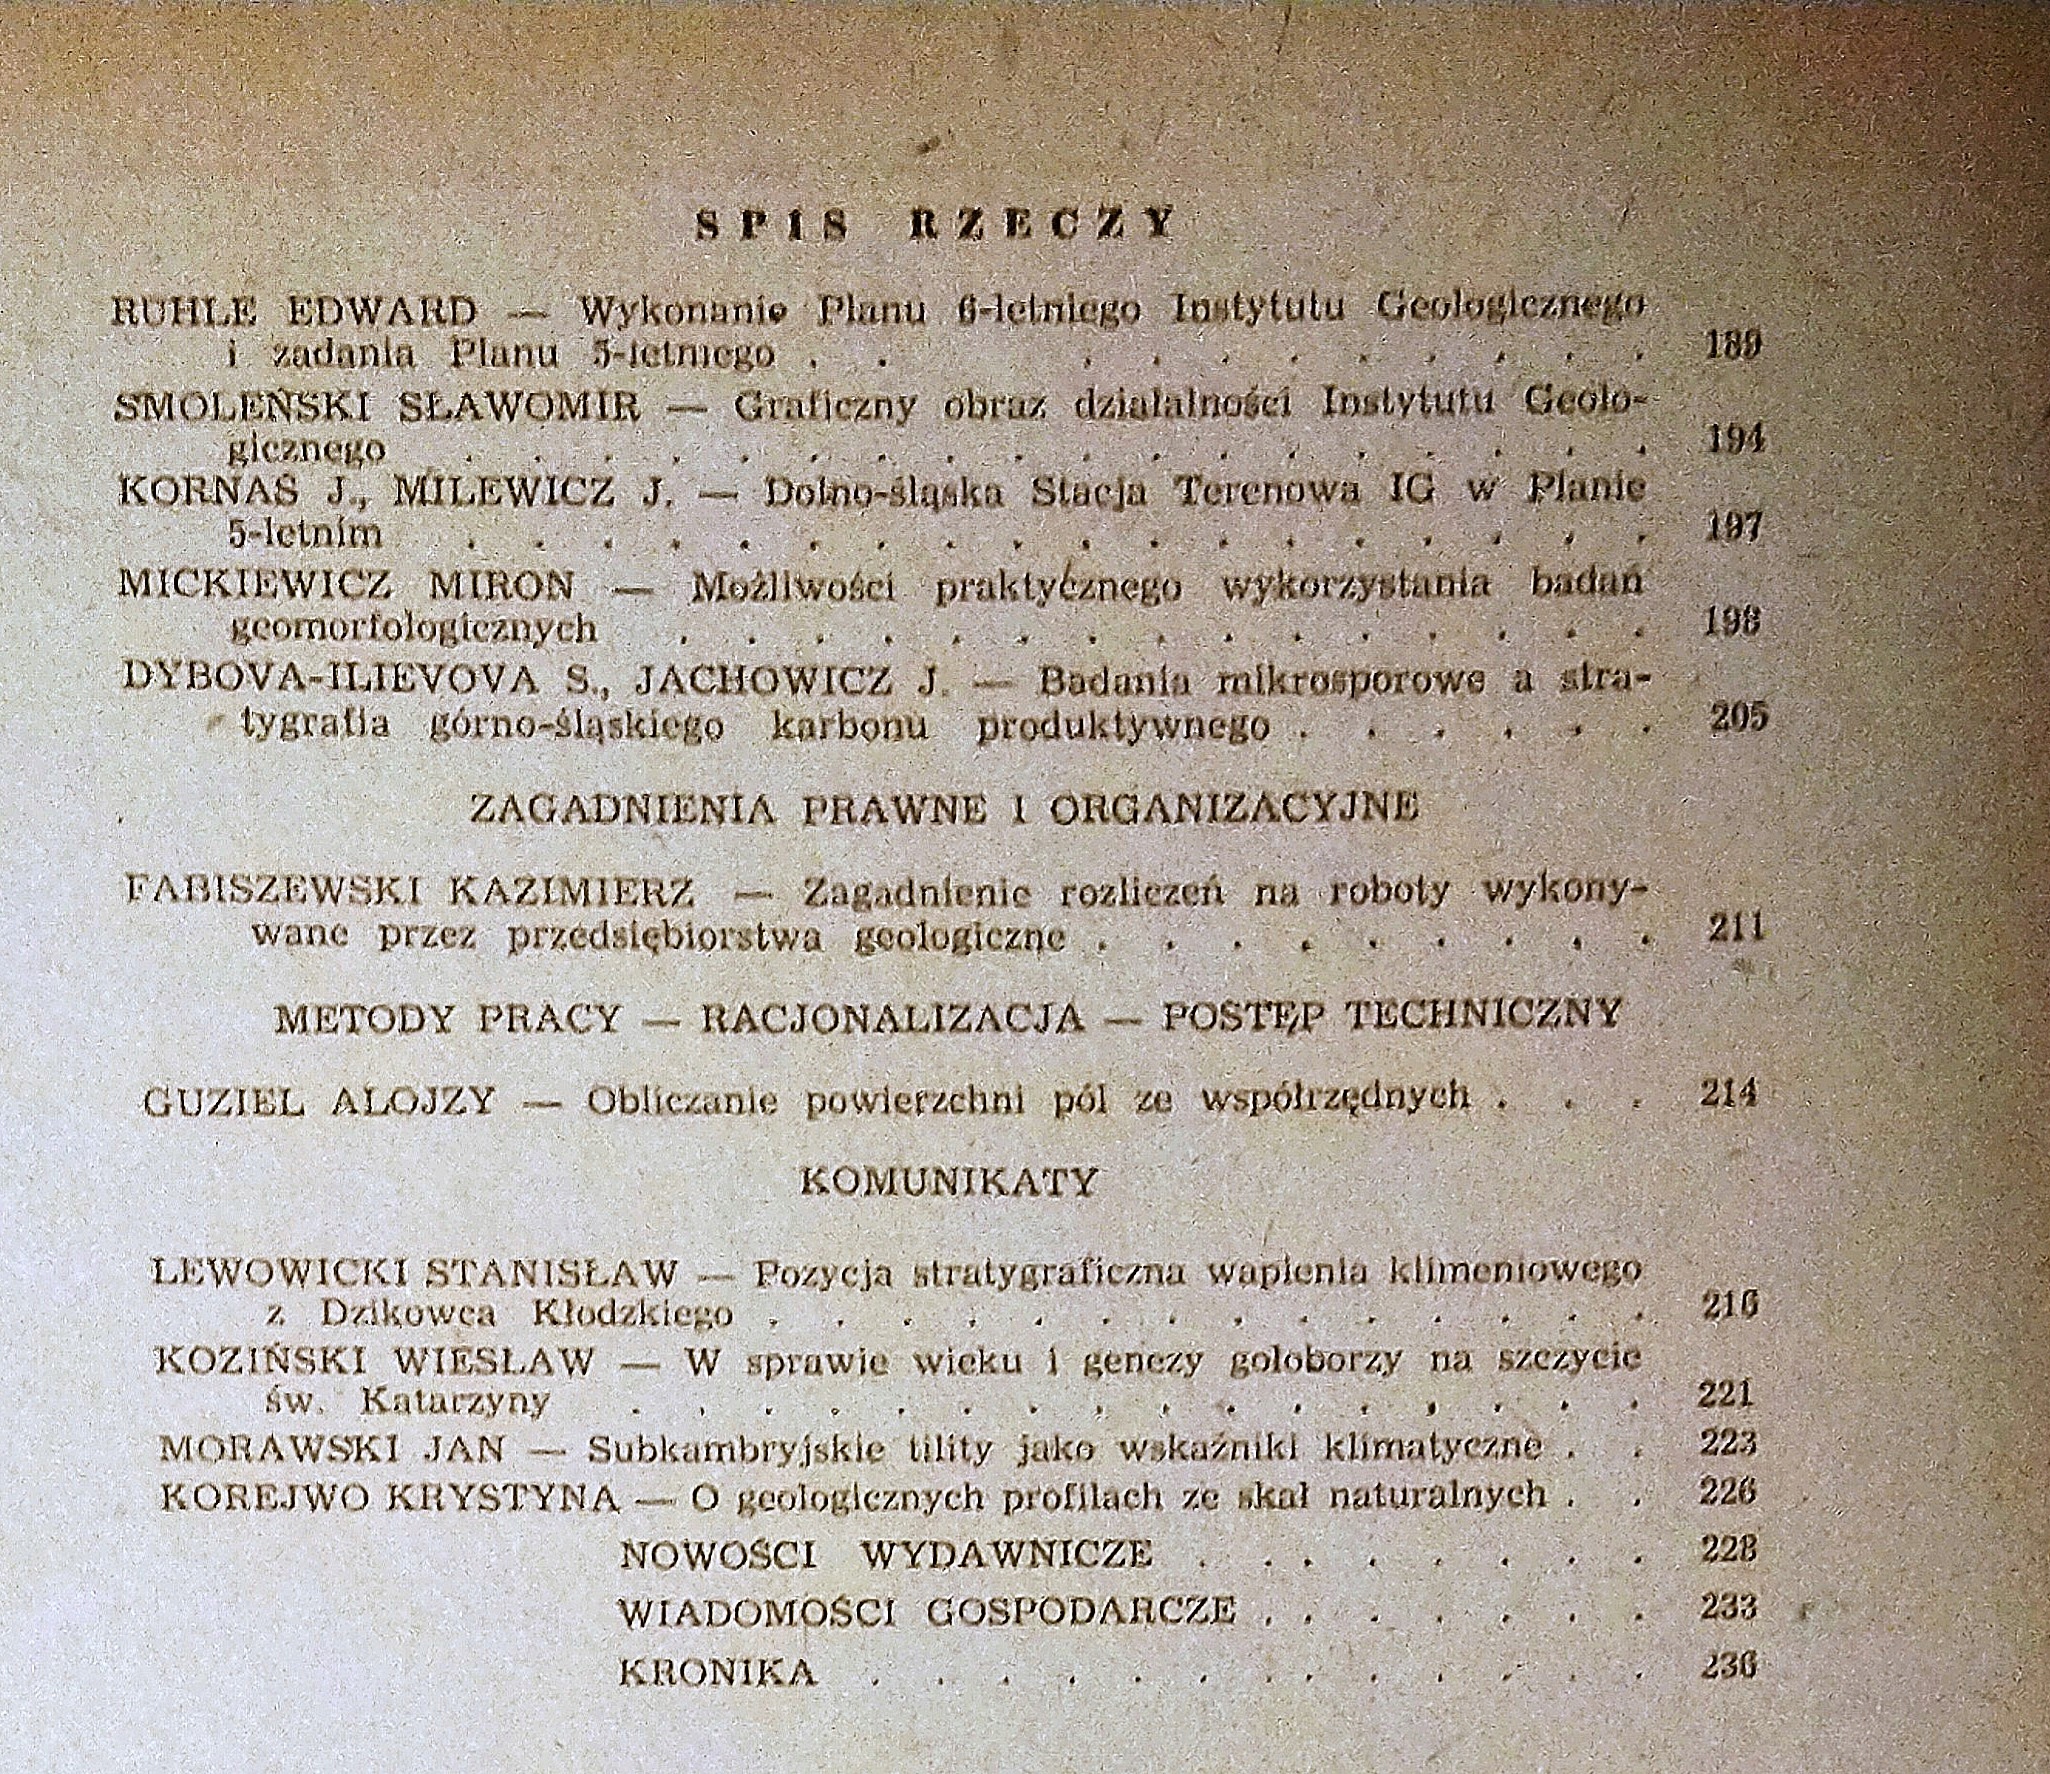 SPIS RZECZY
RÜHLE EDWARD — Wykonanie Planu 6-letniego Instytutu Geologicznego
i zadania Planu 5-letniego . . . . . . . . . . . 189
SMOLEŃSKI SŁAWOMIR — Graficzny obraz działalności Instytutu Geolo-
gicznego . . . . . . . . . . . . . . . . . . 194
KORNAŚ J., MILEWICZ J. — Dolno-śląska Stacja Terenowa IG w Planie
5-letnim . . . . . . . . . . . . . . . . . . 197
MICKIEWICZ MIRON — Możliwości praktycznego wykorzystania badań
geomorfologicznych . . . . . . . . . . . . . . . 198
DYBOVA-ILIEVOVA S., JACHOWICZ J. — Badania mikrosporowe a stra-
tygrafia górno-śląskiego karbonu produktywnego . . . . . . 205
ZAGADNIENIA PRAWNE I ORGANIZACYJNE
FABISZEWSKI KAZIMIERZ — Zagadnienie rozliczeń na roboty wykony-
wane przez przedsiębiorstwa geologiczne . . . . . . . . . 211
METODY PRACY — RACJONALIZACJA — POSTĘP TECHNICZNY
GUZIEL ALOJZY — Obliczanie powierzchni pól ze współrzędnych . . . 214
KOMUNIKATY
LEWOWICKI STANISŁAW — Pozycja stratygraficzna wapienia klimeniowego
z Dzikowca Kłodzkiego . . . . . . . . . . . . . . 216
KOZIŃSKI WIESŁAW — W sprawie wieku i genezy gołoborzy na szczycie
św. Katarzyny . . . . . . . . . . . . . . . . 221
MORAWSKI JAN — Subkambryjskie tility jako wskaźniki klimatyczne . . 223
KOREJWO KRYSTYNA — O geologicznych profilach ze skał naturalnych . . 226
NOWOŚCI WYDAWNICZE . . . . . . . . 228
WIADOMOŚCI GOSPODARCZE . . . . . . . 233
KRONIKA . . . . . . . . . . . . 236